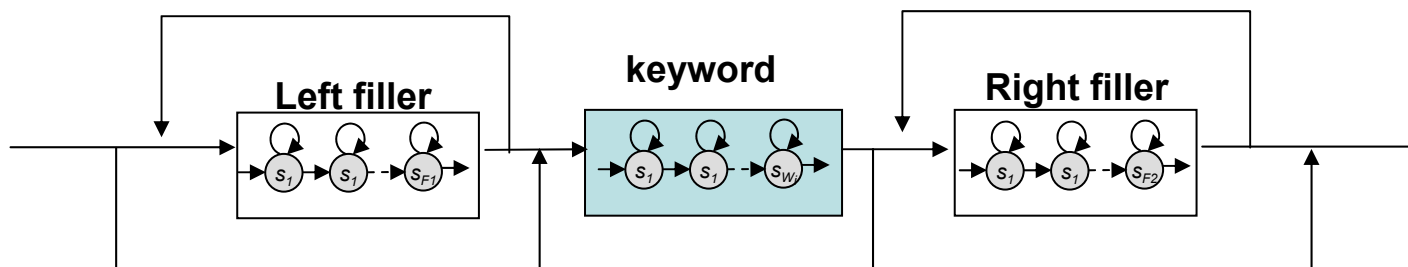 keyword
Left filler
Right filler
s1 s1 sF1
s1 s1 sWi
s1 s1 sF2